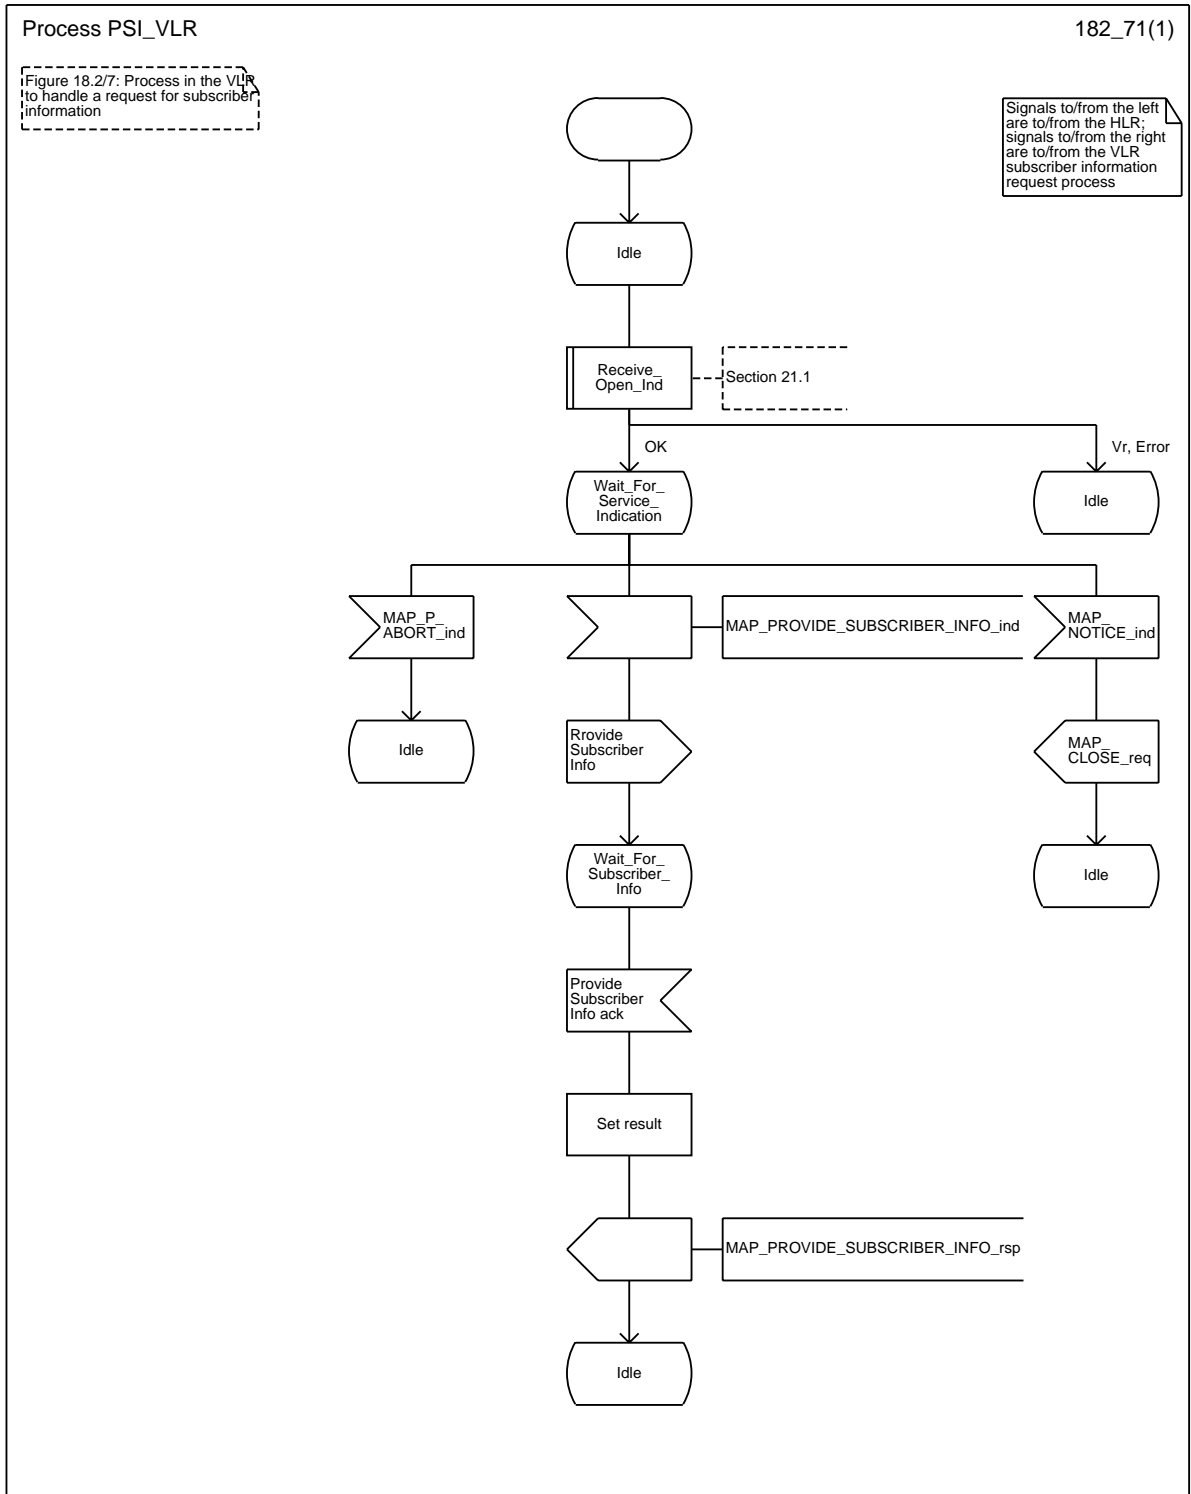 Process PSI_VLR
182_71(1)
Figure 18.2/7: Process in the VLR
to handle a request for subscriber
information
Signals to/from the left
are to/from the HLR;
signals to/from the right
are to/from the VLR
subscriber information
request process
Idle
Receive_
Open_Ind
Section 21.1
OK
Vr, Error
Wait_For_
Service_
Indication
Idle
MAP_P_
ABORT_ind
MAP_PROVIDE_SUBSCRIBER_INFO_ind
MAP_
NOTICE_ind
Idle
Rrovide
Subscriber
Info
MAP_
CLOSE_req
Wait_For_
Subscriber_
Info
Idle
Provide
Subscriber
Info ack
Set result
MAP_PROVIDE_SUBSCRIBER_INFO_rsp
Idle